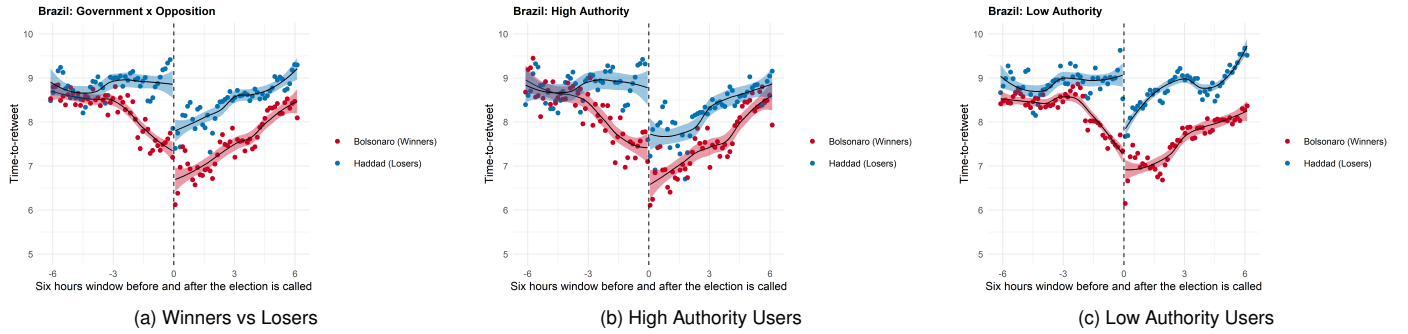 Brazil: Government x Opposition
10
9
8
7
6
5
Time-to-retweet
-6 -3 0 3 6
Six hours window before and after the election is called
Bolsonaro (Winners)
Haddad (Losers)
(a) Winners vs Losers
Brazil: High Authority
10
9
8
7
6
5
Time-to-retweet
-6 -3 0 3 6
Six hours window before and after the election is called
Bolsonaro (Winners)
Haddad (Losers)
(b) High Authority Users
Brazil: Low Authority
10
9
8
7
6
5
Time-to-retweet
-6 -3 0 3 6
Six hours window before and after the election is called
Bolsonaro (Winners)
Haddad (Losers)
(c) Low Authority Users